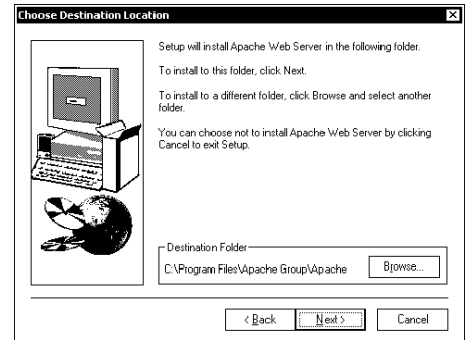 Choose Destination Location
Setup will install Apache Web Server in the following folder.
To install to this folder, click Next.
To install to a different folder, click Browse and select another
folder.
You can choose not to install Apache Web Server by clicking
Cancel to exit Setup.
Destination Folder
C:\Program Files\Apache Group\Apache
Browse...
< Back
Next >
Cancel